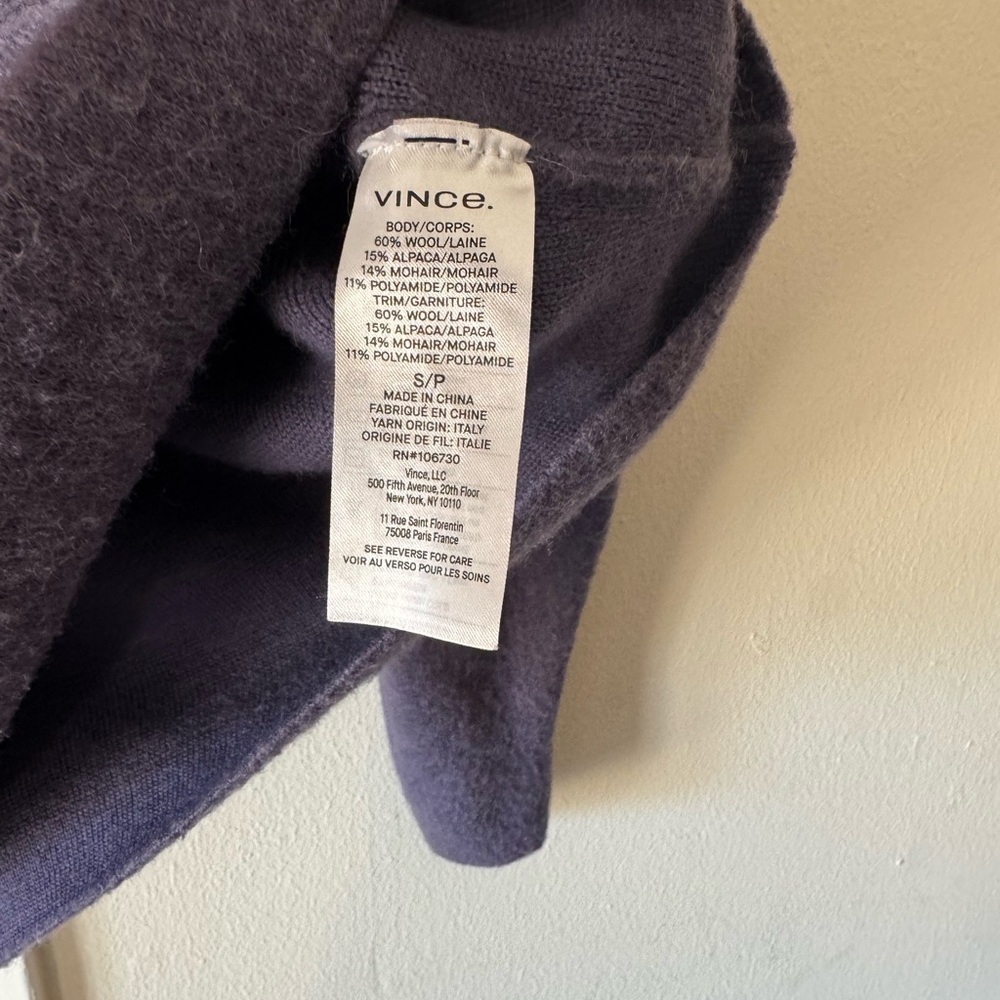 VINCe.
BODY/CORPS:
60% WOOL/LAINE
15% ALPACA/ALPAGA
14% MOHAIR/MOHAIR
11% POLYAMIDE/POLYAMIDE
TRIM/GARNITURE:
60% WOOL/LAINE
15% ALPACA/ALPAGA
14% MOHAIR/MOHAIR
11% POLYAMIDE/POLYAMIDE
S/P
MADE IN CHINA
FABRIQUÉ EN CHINE
YARN ORIGIN: ITALY
ORIGINE DE FIL: ITALIE
RN#106730
Vince, LLC
500 Fifth Avenue, 20th Floor
New York, NY 10110
11 Rue Saint Florentin
75008 Paris France
SEE REVERSE FOR CARE
VOIR AU VERSO POUR LES SOINS